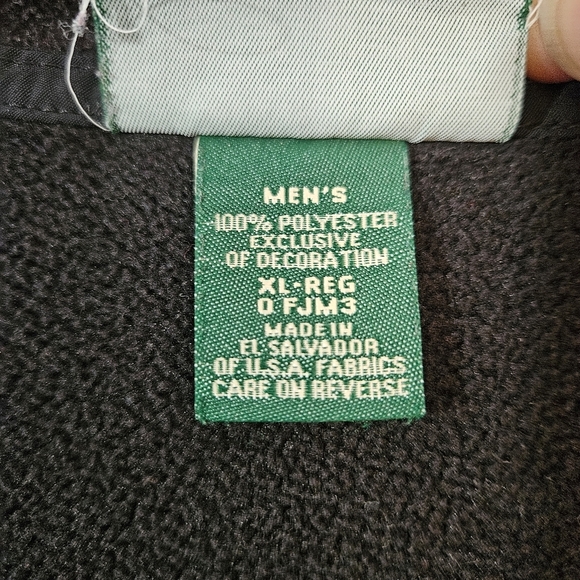 MEN'S
100% POLYESTER
EXCLUSIVE
OF DECORATION
XL-REG
0 FJM3
MADE IN
EL SALVADOR
OF U.S.A. FABRICS
CARE ON REVERSE